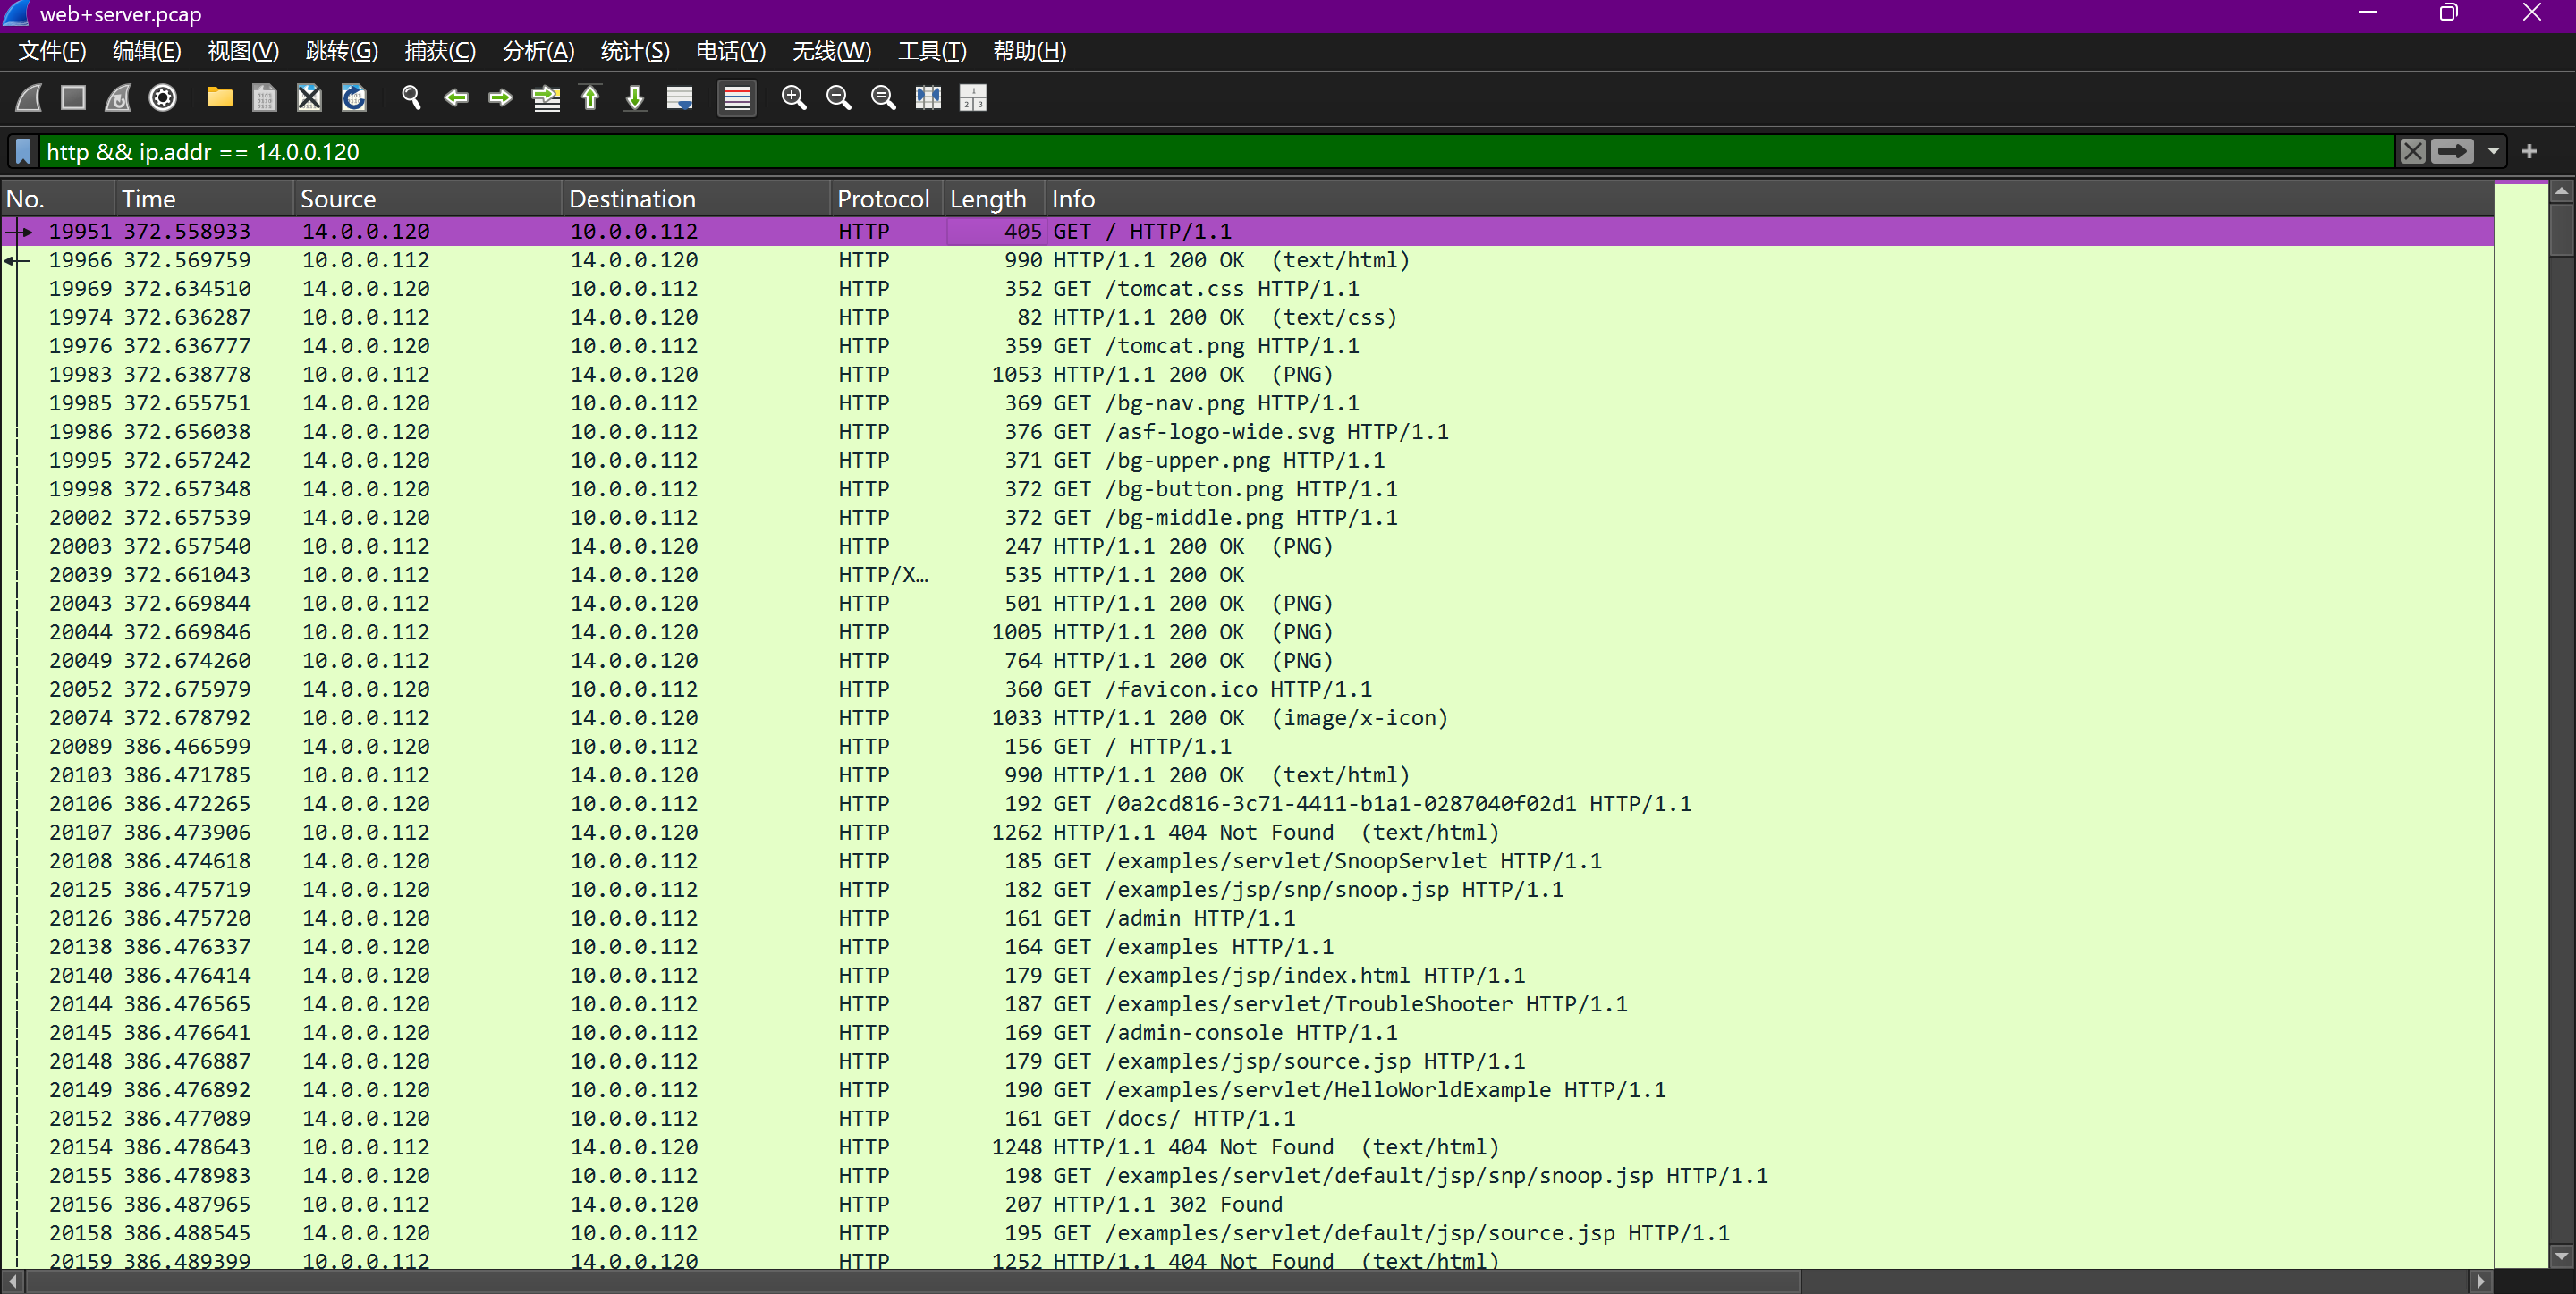 web+server.pcap
文件(F) 编辑(E) 视图(V) 跳转(G) 捕获(C) 分析(A) 统计(S) 电话(Y) 无线(W) 工具(T) 帮助(H)
http && ip.addr == 14.0.0.120
No. Time Source Destination Protocol Length Info
19951 372.558933 14.0.0.120 10.0.0.112 HTTP 405 GET / HTTP/1.1
19966 372.569759 10.0.0.112 14.0.0.120 HTTP 990 HTTP/1.1 200 OK (text/html)
19969 372.634510 14.0.0.120 10.0.0.112 HTTP 352 GET /tomcat.css HTTP/1.1
19974 372.636287 10.0.0.112 14.0.0.120 HTTP 82 HTTP/1.1 200 OK (text/css)
19976 372.636777 14.0.0.120 10.0.0.112 HTTP 359 GET /tomcat.png HTTP/1.1
19983 372.638778 10.0.0.112 14.0.0.120 HTTP 1053 HTTP/1.1 200 OK (PNG)
19985 372.655751 14.0.0.120 10.0.0.112 HTTP 369 GET /bg-nav.png HTTP/1.1
19986 372.656038 14.0.0.120 10.0.0.112 HTTP 376 GET /asf-logo-wide.svg HTTP/1.1
19995 372.657242 14.0.0.120 10.0.0.112 HTTP 371 GET /bg-upper.png HTTP/1.1
19998 372.657348 14.0.0.120 10.0.0.112 HTTP 372 GET /bg-button.png HTTP/1.1
20002 372.657539 14.0.0.120 10.0.0.112 HTTP 372 GET /bg-middle.png HTTP/1.1
20003 372.657540 10.0.0.112 14.0.0.120 HTTP 247 HTTP/1.1 200 OK (PNG)
20039 372.661043 10.0.0.112 14.0.0.120 HTTP/X… 535 HTTP/1.1 200 OK
20043 372.669844 10.0.0.112 14.0.0.120 HTTP 501 HTTP/1.1 200 OK (PNG)
20044 372.669846 10.0.0.112 14.0.0.120 HTTP 1005 HTTP/1.1 200 OK (PNG)
20049 372.674260 10.0.0.112 14.0.0.120 HTTP 764 HTTP/1.1 200 OK (PNG)
20052 372.675979 14.0.0.120 10.0.0.112 HTTP 360 GET /favicon.ico HTTP/1.1
20074 372.678792 10.0.0.112 14.0.0.120 HTTP 1033 HTTP/1.1 200 OK (image/x-icon)
20089 386.466599 14.0.0.120 10.0.0.112 HTTP 156 GET / HTTP/1.1
20103 386.471785 10.0.0.112 14.0.0.120 HTTP 990 HTTP/1.1 200 OK (text/html)
20106 386.472265 14.0.0.120 10.0.0.112 HTTP 192 GET /0a2cd816-3c71-4411-b1a1-0287040f02d1 HTTP/1.1
20107 386.473906 10.0.0.112 14.0.0.120 HTTP 1262 HTTP/1.1 404 Not Found (text/html)
20108 386.474618 14.0.0.120 10.0.0.112 HTTP 185 GET /examples/servlet/SnoopServlet HTTP/1.1
20125 386.475719 14.0.0.120 10.0.0.112 HTTP 182 GET /examples/jsp/snp/snoop.jsp HTTP/1.1
20126 386.475720 14.0.0.120 10.0.0.112 HTTP 161 GET /admin HTTP/1.1
20138 386.476337 14.0.0.120 10.0.0.112 HTTP 164 GET /examples HTTP/1.1
20140 386.476414 14.0.0.120 10.0.0.112 HTTP 179 GET /examples/jsp/index.html HTTP/1.1
20144 386.476565 14.0.0.120 10.0.0.112 HTTP 187 GET /examples/servlet/TroubleShooter HTTP/1.1
20145 386.476641 14.0.0.120 10.0.0.112 HTTP 169 GET /admin-console HTTP/1.1
20148 386.476887 14.0.0.120 10.0.0.112 HTTP 179 GET /examples/jsp/source.jsp HTTP/1.1
20149 386.476892 14.0.0.120 10.0.0.112 HTTP 190 GET /examples/servlet/HelloWorldExample HTTP/1.1
20152 386.477089 14.0.0.120 10.0.0.112 HTTP 161 GET /docs/ HTTP/1.1
20154 386.478643 10.0.0.112 14.0.0.120 HTTP 1248 HTTP/1.1 404 Not Found (text/html)
20155 386.478983 14.0.0.120 10.0.0.112 HTTP 198 GET /examples/servlet/default/jsp/snp/snoop.jsp HTTP/1.1
20156 386.487965 10.0.0.112 14.0.0.120 HTTP 207 HTTP/1.1 302 Found
20158 386.488545 14.0.0.120 10.0.0.112 HTTP 195 GET /examples/servlet/default/jsp/source.jsp HTTP/1.1
20159 386.489399 10.0.0.112 14.0.0.120 HTTP 1252 HTTP/1.1 404 Not Found (text/html)